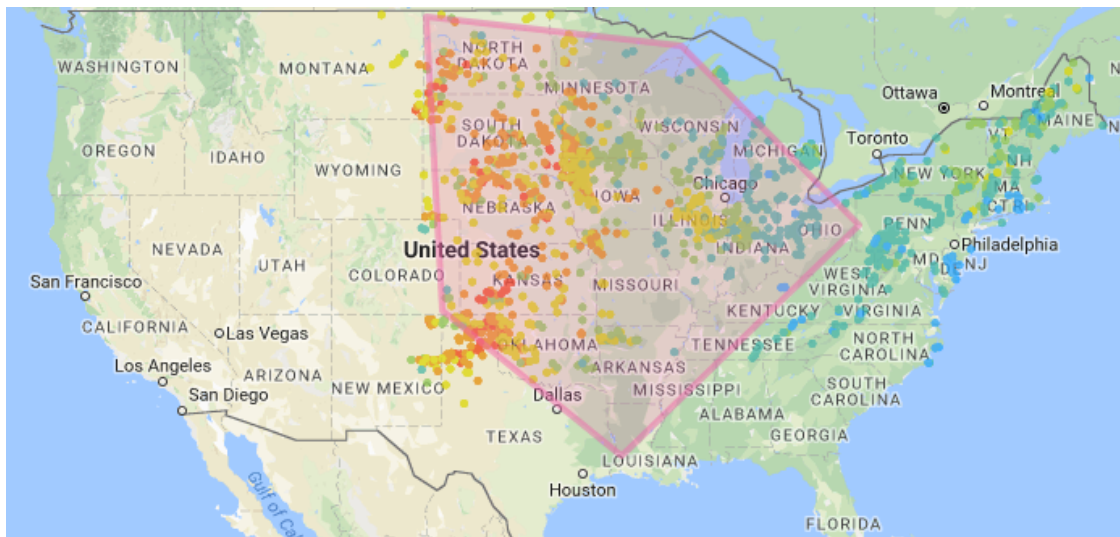 WASHINGTON
MONTANA
NORTH
DAKOTA
MINNESOTA
Ottawa
Montreal
MAINE
OREGON
IDAHO
SOUTH
DAKOTA
WISCONSIN
MICHIGAN
Toronto
VT
NH
WYOMING
NEW YORK
MA
CT RI
Chicago
IOWA
NEBRASKA
ILLINOIS
INDIANA
OHIO
PENN
Philadelphia
NEVADA
UTAH
COLORADO
United States
KANSAS
MISSOURI
WEST
VIRGINIA
MD
DE
NJ
San Francisco
CALIFORNIA
Las Vegas
KENTUCKY
VIRGINIA
OKLAHOMA
TENNESSEE
NORTH
CAROLINA
Los Angeles
ARIZONA
NEW MEXICO
ARKANSAS
San Diego
Dallas
MISSISSIPPI
SOUTH
CAROLINA
ALABAMA
TEXAS
GEORGIA
LOUISIANA
Houston
Gulf of Cal
FLORIDA